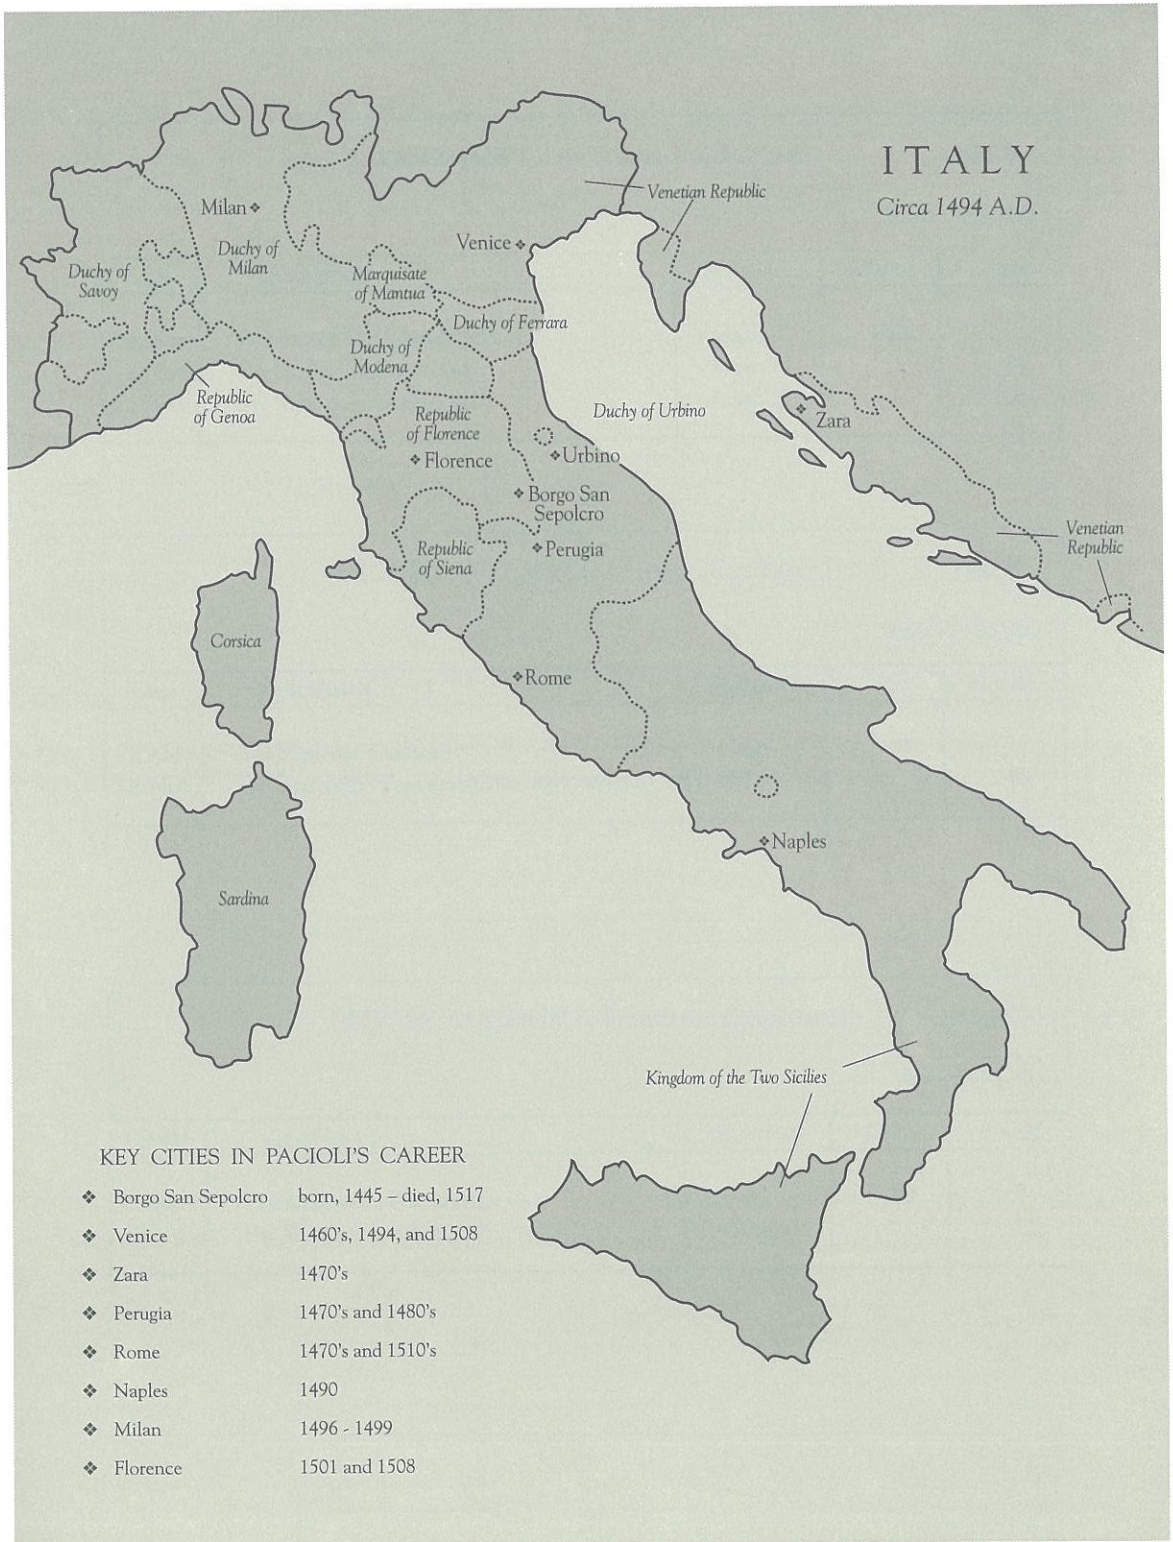 ITALY
Circa 1494 A.D.
Venetian Republic
Milan
Venice
Duchy of
Milan
Duchy of
Savoy
Marquisate
of Mantua
Duchy of Ferrara
Duchy of
Modena
Republic
of Genoa
Republic
of Florence
Duchy of Urbino
Zara
Florence
Urbino
Borgo San
Sepolcro
Perugia
Republic
of Siena
Venetian
Republic
Corsica
Rome
Naples
Sardina
Kingdom of the Two Sicilies
KEY CITIES IN PACIOLI'S CAREER
❖ Borgo San Sepolcro born, 1445 – died, 1517
❖ Venice 1460's, 1494, and 1508
❖ Zara 1470's
❖ Perugia 1470's and 1480's
❖ Rome 1470's and 1510's
❖ Naples 1490
❖ Milan 1496 - 1499
❖ Florence 1501 and 1508